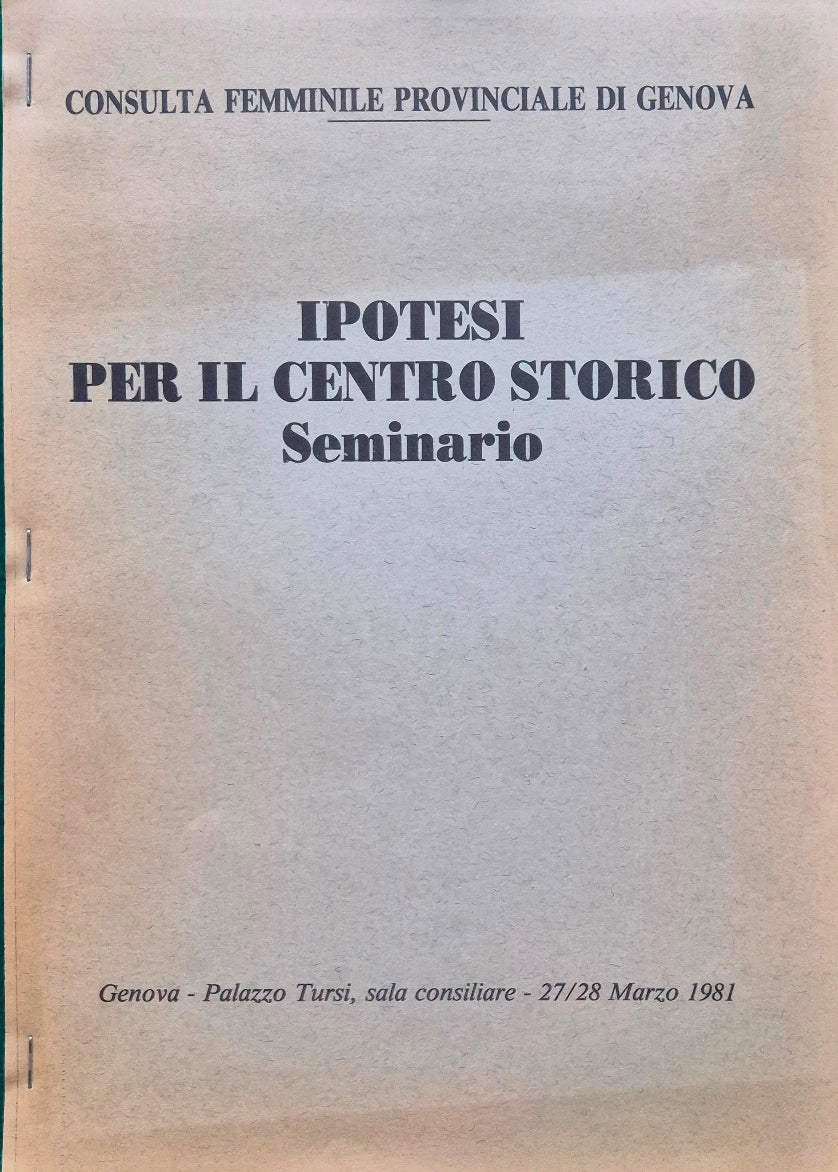 CONSULTA FEMMINILE PROVINCIALE DI GENOVA
IPOTESI
PER IL CENTRO STORICO
Seminario
Genova - Palazzo Tursi, sala consiliare - 27/28 Marzo 1981